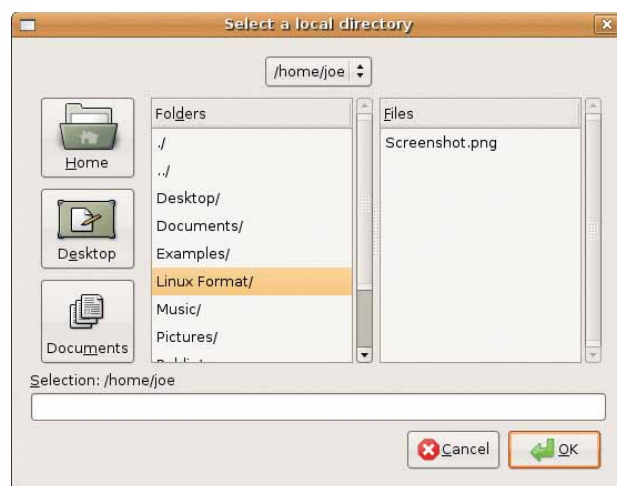 Select a local directory
/home/joe
Home
Desktop
Documents
Folders
./
../
Desktop/
Documents/
Examples/
Linux Format/
Music/
Pictures/
Files
Screenshot.png
Selection: /home/joe
Cancel
OK